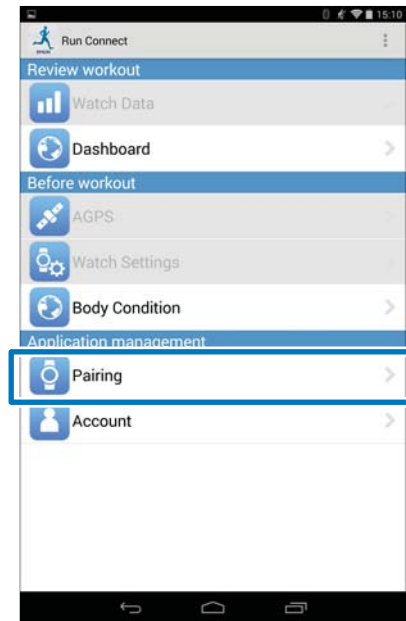 15:10
Run Connect
EPSON
Review workout
Watch Data
Dashboard
Before workout
AGPS
Watch Settings
Body Condition
Application management
Pairing
Account